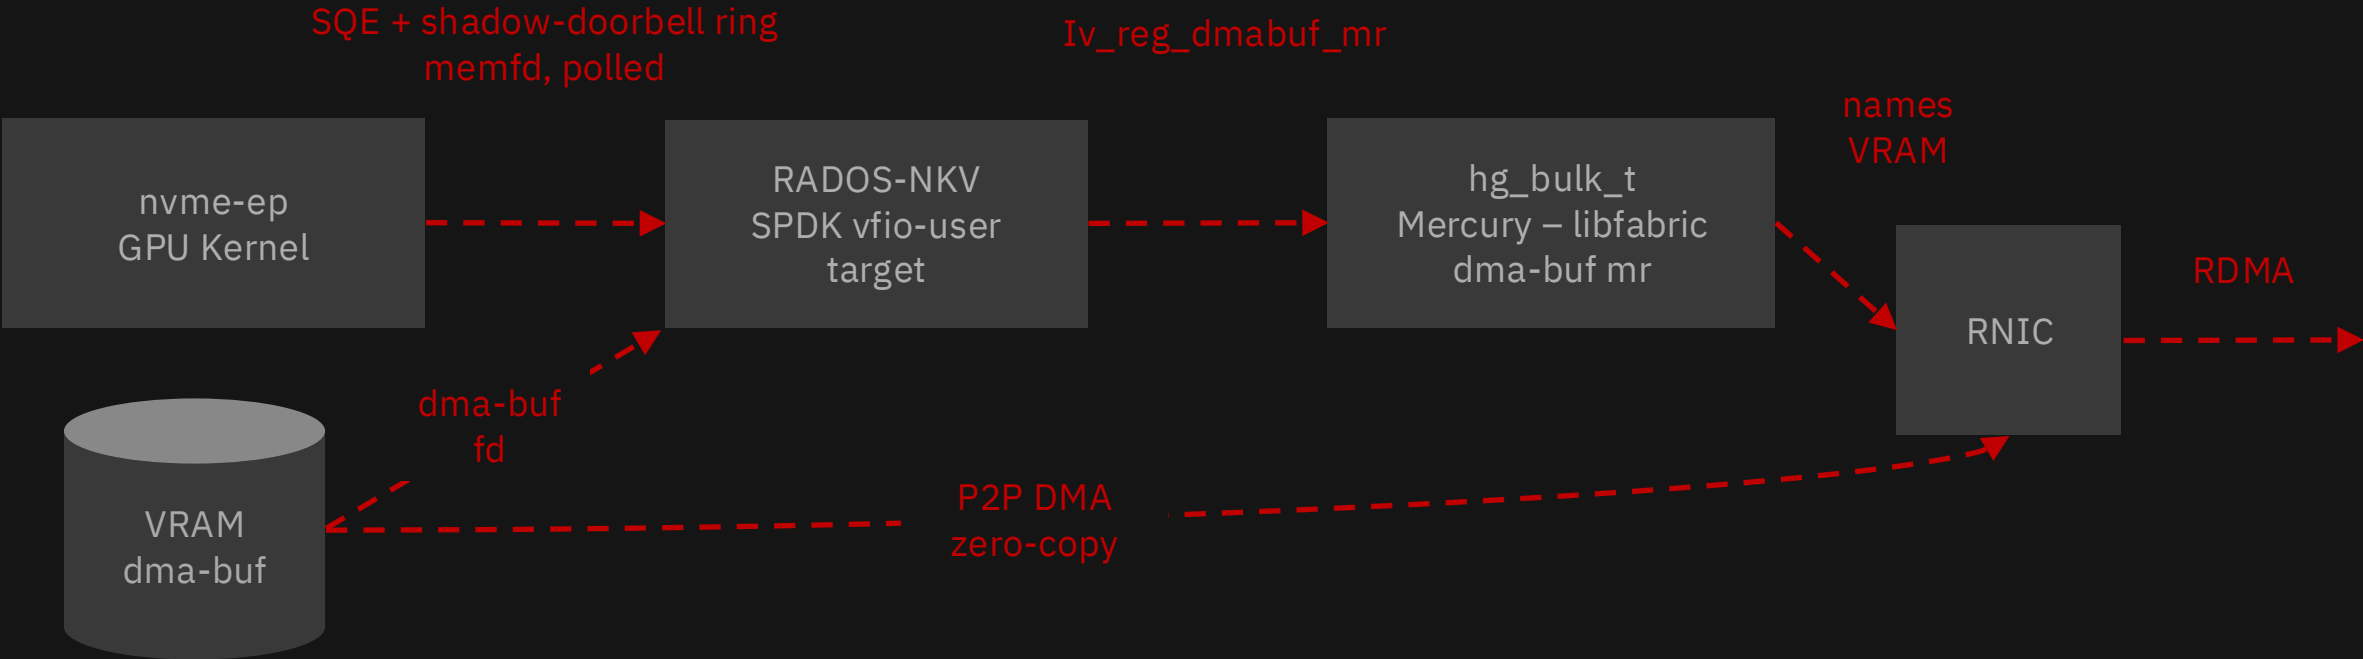 SQE + shadow-doorbell ring
memfd, polled
Iv_reg_dmabuf_mr
names
VRAM
nvme-ep
GPU Kernel
RADOS-NKV
SPDK vfio-user
target
hg_bulk_t
Mercury – libfabric
dma-buf mr
RNIC
RDMA
dma-buf
fd
VRAM
dma-buf
P2P DMA
zero-copy